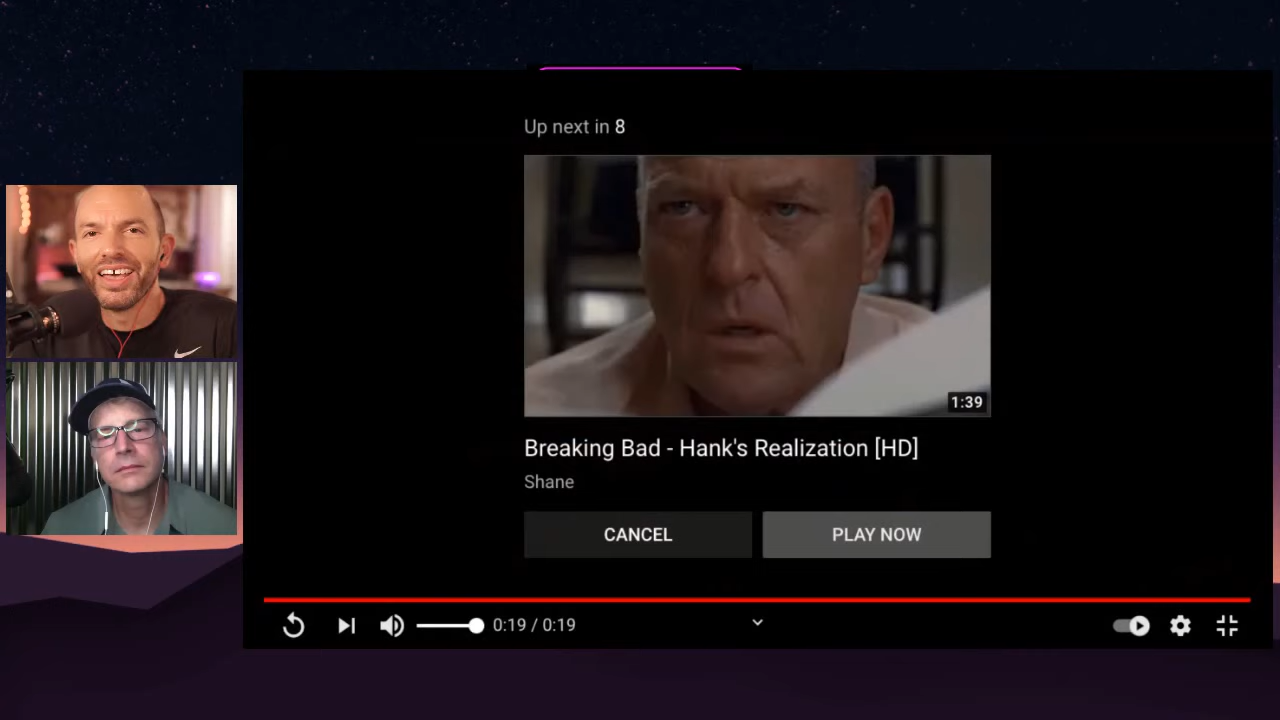 Up next in 8
1:39
Breaking Bad - Hank's Realization [HD]
Shane
CANCEL
PLAY NOW
0:19 / 0:19